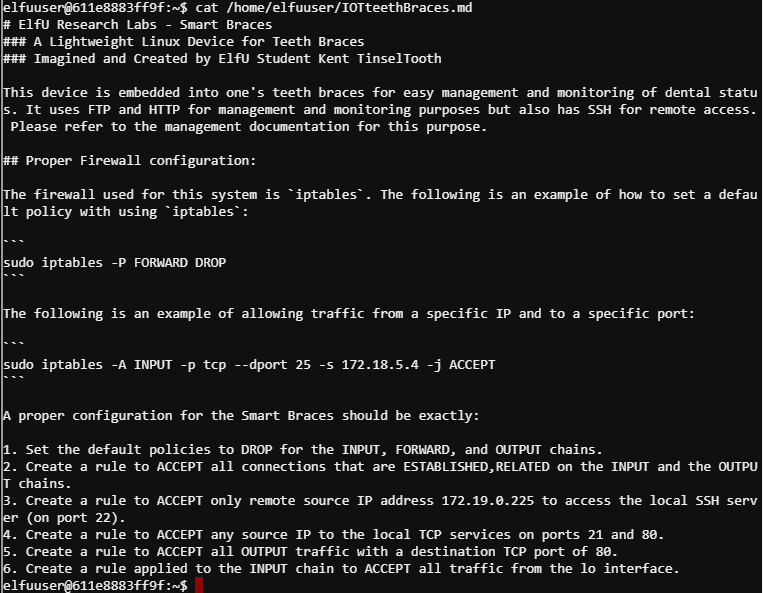 elfuuser@611e8883ff9f:~$ cat /home/elfuuser/IOTteethBraces.md
# ElfU Research Labs - Smart Braces
### A Lightweight Linux Device for Teeth Braces
### Imagined and Created by ElfU Student Kent TinselTooth

This device is embedded into one's teeth braces for easy management and monitoring of dental statu
s. It uses FTP and HTTP for management and monitoring purposes but also has SSH for remote access.
 Please refer to the management documentation for this purpose.

## Proper Firewall configuration:

The firewall used for this system is `iptables`. The following is an example of how to set a defau
lt policy with using `iptables`:

```
sudo iptables -P FORWARD DROP
```

The following is an example of allowing traffic from a specific IP and to a specific port:

```
sudo iptables -A INPUT -p tcp --dport 25 -s 172.18.5.4 -j ACCEPT
```

A proper configuration for the Smart Braces should be exactly:

1. Set the default policies to DROP for the INPUT, FORWARD, and OUTPUT chains.
2. Create a rule to ACCEPT all connections that are ESTABLISHED,RELATED on the INPUT and the OUTPU
T chains.
3. Create a rule to ACCEPT only remote source IP address 172.19.0.225 to access the local SSH serv
er (on port 22).
4. Create a rule to ACCEPT any source IP to the local TCP services on ports 21 and 80.
5. Create a rule to ACCEPT all OUTPUT traffic with a destination TCP port of 80.
6. Create a rule applied to the INPUT chain to ACCEPT all traffic from the lo interface.
elfuuser@611e8883ff9f:~$